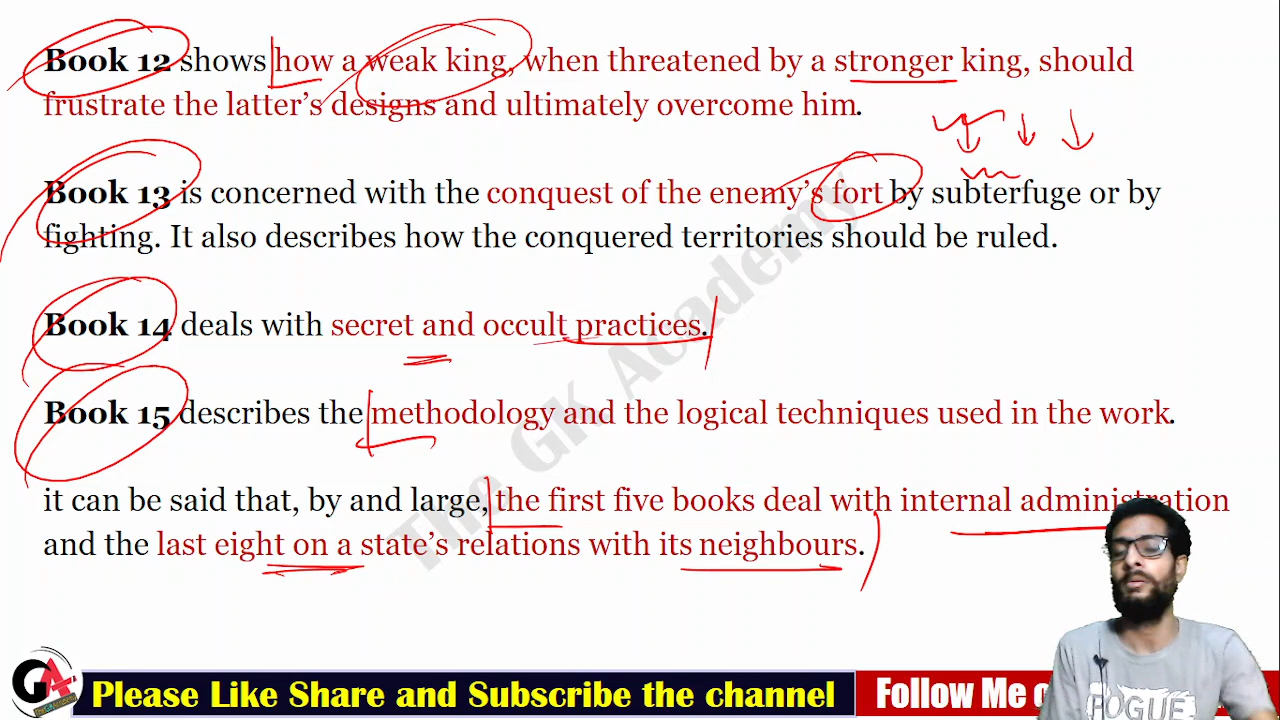 Book 12 shows how a weak king, when threatened by a stronger king, should
frustrate the latter's designs and ultimately overcome him.
Book 13 is concerned with the conquest of the enemy's fort by subterfuge or by
fighting. It also describes how the conquered territories should be ruled.
Book 14 deals with secret and occult practices.
Book 15 describes the methodology and the logical techniques used in the work.
it can be said that, by and large, the first five books deal with internal administration
and the last eight on a state's relations with its neighbours.
The GK Academy
GA
Please Like Share and Subscribe the channel
Follow Me
POGUE